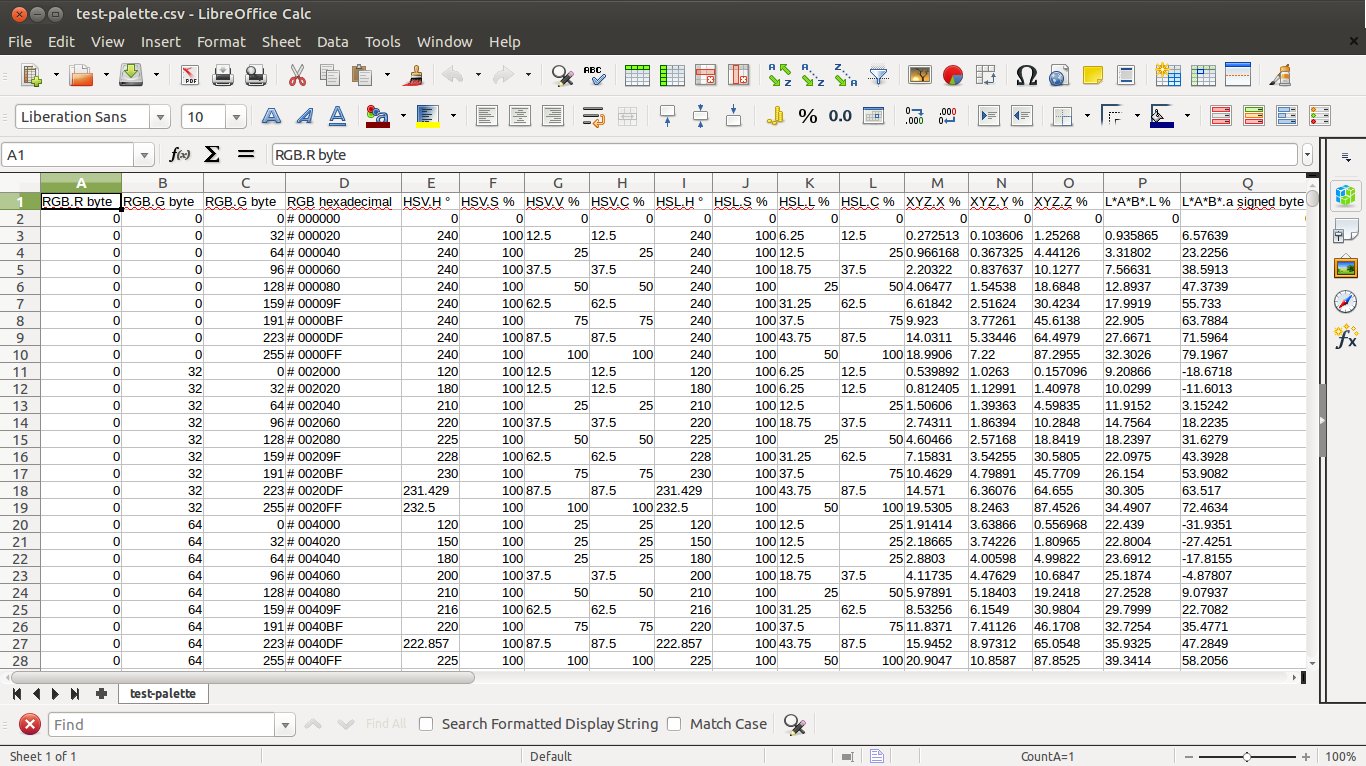 test-palette.csv - LibreOffice Calc
File Edit View Insert Format Sheet Data Tools Window Help
Liberation Sans 10
A1 RGB.R byte
A B C D E F G H I J K L M N O P Q
1 RGB.R byte RGB.G byte RGB.G byte RGB hexadecimal HSV.H ° HSV.S % HSV.V % HSV.C % HSL.H ° HSL.S % HSL.L % HSL.C % XYZ.X % XYZ.Y % XYZ.Z % L*A*B*.L % L*A*B*.a signed byte
2 0 0 0 # 000000 0 0 0 0 0 0 0 0 0 0 0 0
3 0 0 32 # 000020 240 100 12.5 12.5 240 100 6.25 12.5 0.272513 0.103606 1.25268 0.935865 6.57639
4 0 0 64 # 000040 240 100 25 25 240 100 12.5 25 0.966168 0.367325 4.44126 3.31802 23.2256
5 0 0 96 # 000060 240 100 37.5 37.5 240 100 18.75 37.5 2.20322 0.837637 10.1277 7.56631 38.5913
6 0 0 128 # 000080 240 100 50 50 240 100 25 50 4.06477 1.54538 18.6848 12.8937 47.3739
7 0 0 159 # 00009F 240 100 62.5 62.5 240 100 31.25 62.5 6.61842 2.51624 30.4234 17.9919 55.733
8 0 0 191 # 0000BF 240 100 75 75 240 100 37.5 75 9.923 3.77261 45.6138 22.905 63.7884
9 0 0 223 # 0000DF 240 100 87.5 87.5 240 100 43.75 87.5 14.0311 5.33446 64.4979 27.6671 71.5964
10 0 0 255 # 0000FF 240 100 100 100 240 100 50 100 18.9906 7.22 87.2955 32.3026 79.1967
11 0 32 0 # 002000 120 100 12.5 12.5 120 100 6.25 12.5 0.539892 1.0263 0.157096 9.20866 -18.6718
12 0 32 32 # 002020 180 100 12.5 12.5 180 100 6.25 12.5 0.812405 1.12991 1.40978 10.0299 -11.6013
13 0 32 64 # 002040 210 100 25 25 210 100 12.5 25 1.50606 1.39363 4.59835 11.9152 3.15242
14 0 32 96 # 002060 220 100 37.5 37.5 220 100 18.75 37.5 2.74311 1.86394 10.2848 14.7564 18.2235
15 0 32 128 # 002080 225 100 50 50 225 100 25 50 4.60466 2.57168 18.8419 18.2397 31.6279
16 0 32 159 # 00209F 228 100 62.5 62.5 228 100 31.25 62.5 7.15831 3.54255 30.5805 22.0975 43.3928
17 0 32 191 # 0020BF 230 100 75 75 230 100 37.5 75 10.4629 4.79891 45.7709 26.154 53.9082
18 0 32 223 # 0020DF 231.429 100 87.5 87.5 231.429 100 43.75 87.5 14.571 6.36076 64.655 30.305 63.517
19 0 32 255 # 0020FF 232.5 100 100 100 232.5 100 50 100 19.5305 8.2463 87.4526 34.4907 72.4634
20 0 64 0 # 004000 120 100 25 25 120 100 12.5 25 1.91414 3.63866 0.556968 22.439 -31.9351
21 0 64 32 # 004020 150 100 25 25 150 100 12.5 25 2.18665 3.74226 1.80965 22.8004 -27.4251
22 0 64 64 # 004040 180 100 25 25 180 100 12.5 25 2.8803 4.00598 4.99822 23.6912 -17.8155
23 0 64 96 # 004060 200 100 37.5 37.5 200 100 18.75 37.5 4.11735 4.47629 10.6847 25.1874 -4.87807
24 0 64 128 # 004080 210 100 50 50 210 100 25 50 5.97891 5.18403 19.2418 27.2528 9.07937
25 0 64 159 # 00409F 216 100 62.5 62.5 216 100 31.25 62.5 8.53256 6.1549 30.9804 29.7999 22.7082
26 0 64 191 # 0040BF 220 100 75 75 220 100 37.5 75 11.8371 7.41126 46.1708 32.7254 35.4771
27 0 64 223 # 0040DF 222.857 100 87.5 87.5 222.857 100 43.75 87.5 15.9452 8.97312 65.0548 35.9325 47.2849
28 0 64 255 # 0040FF 225 100 100 100 225 100 50 100 20.9047 10.8587 87.8525 39.3414 58.2056
test-palette
Find Find All Search Formatted Display String Match Case
Sheet 1 of 1 Default CountA=1 100%